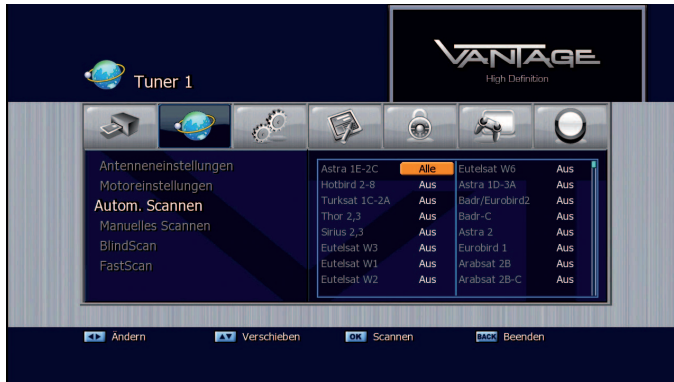 VANTAGE
High Definition
Tuner 1
Antenneneinstellungen
Motoreinstellungen
Autom. Scannen
Manuelles Scannen
BlindScan
FastScan
Astra 1E-2C Alle Eutelsat W6 Aus
Hotbird 2-8 Aus Astra 1D-3A Aus
Turksat 1C-2A Aus Badr/Eurobird2 Aus
Thor 2,3 Aus Badr-C Aus
Sirius 2,3 Aus Astra 2 Aus
Eutelsat W3 Aus Eurobird 1 Aus
Eutelsat W1 Aus Arabsat 2B Aus
Eutelsat W2 Aus Arabsat 2B-C Aus
Ändern Verschieben OK Scannen BACK Beenden